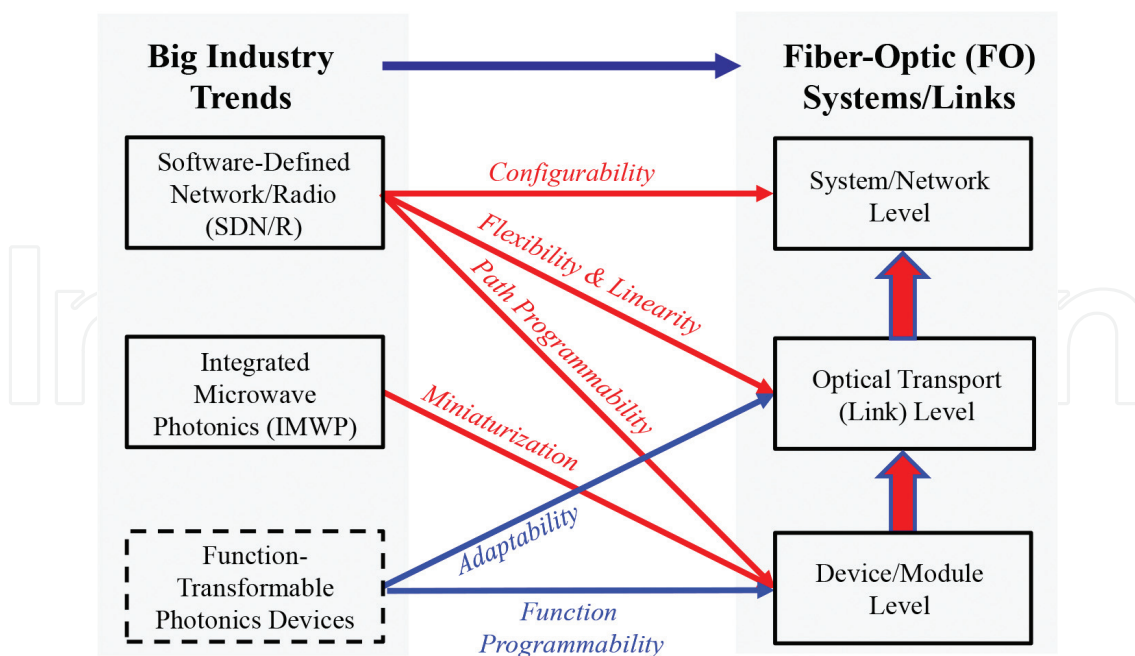 Big Industry
Trends
Fiber-Optic (FO)
Systems/Links
Software-Defined
Network/Radio
(SDN/R)
Configurability
System/Network
Level
Flexibility & Linearity
Path Programmability
Integrated
Microwave
Photonics (IMWP)
Miniaturization
Optical Transport
(Link) Level
Adaptability
Function-
Transformable
Photonics Devices
Function
Programmability
Device/Module
Level